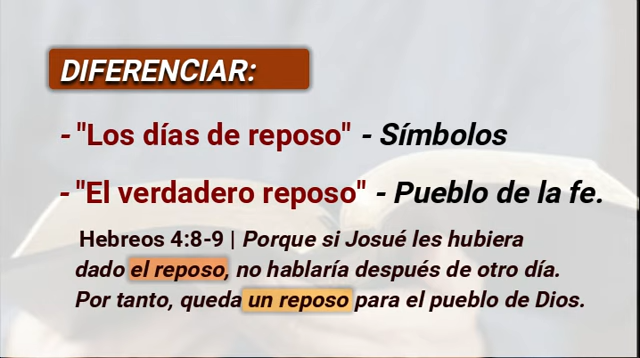 DIFERENCIAR:
- "Los días de reposo" - Símbolos
- "El verdadero reposo" - Pueblo de la fe.
Hebreos 4:8-9 | Porque si Josué les hubiera
dado el reposo, no hablaría después de otro día.
Por tanto, queda un reposo para el pueblo de Dios.